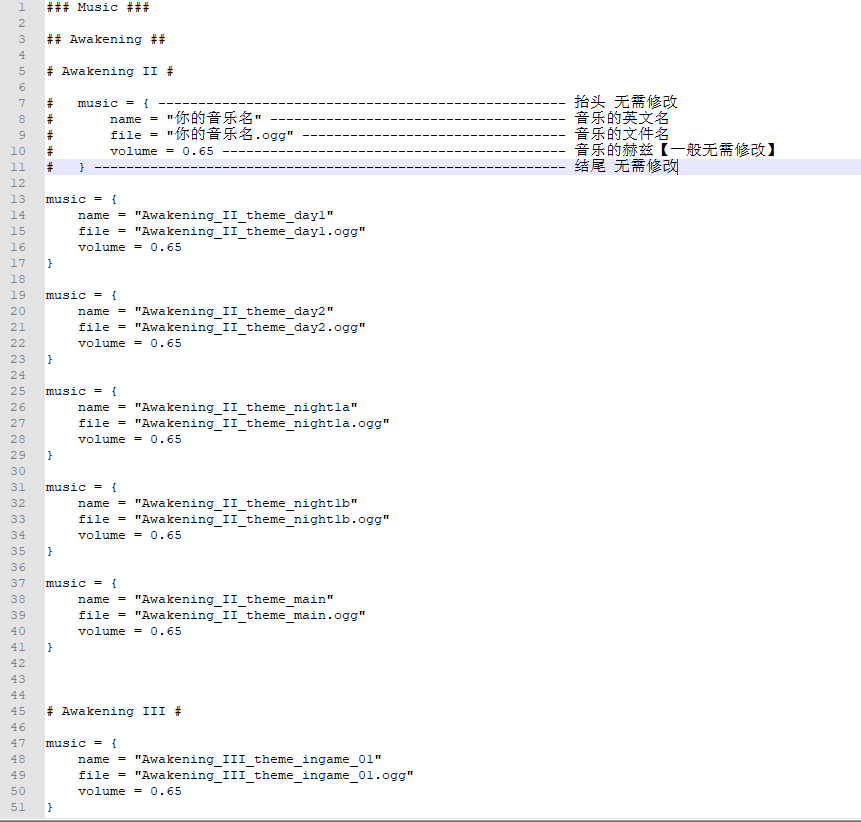 1 ### Music ###
2
3 ## Awakening ##
4
5 # Awakening II #
6
7 #   music = { --------------------------------------------------- 抬头 无需修改
8 #       name = "你的音乐名" ------------------------------------- 音乐的英文名
9 #       file = "你的音乐名.ogg" --------------------------------- 音乐的文件名
10 #       volume = 0.65 ------------------------------------------- 音乐的赫兹【一般无需修改】
11 #   } ----------------------------------------------------------- 结尾 无需修改
12
13 music = {
14     name = "Awakening_II_theme_day1"
15     file = "Awakening_II_theme_day1.ogg"
16     volume = 0.65
17 }
18
19 music = {
20     name = "Awakening_II_theme_day2"
21     file = "Awakening_II_theme_day2.ogg"
22     volume = 0.65
23 }
24
25 music = {
26     name = "Awakening_II_theme_night1a"
27     file = "Awakening_II_theme_night1a.ogg"
28     volume = 0.65
29 }
30
31 music = {
32     name = "Awakening_II_theme_night1b"
33     file = "Awakening_II_theme_night1b.ogg"
34     volume = 0.65
35 }
36
37 music = {
38     name = "Awakening_II_theme_main"
39     file = "Awakening_II_theme_main.ogg"
40     volume = 0.65
41 }
42
43
44
45 # Awakening III #
46
47 music = {
48     name = "Awakening_III_theme_ingame_01"
49     file = "Awakening_III_theme_ingame_01.ogg"
50     volume = 0.65
51 }